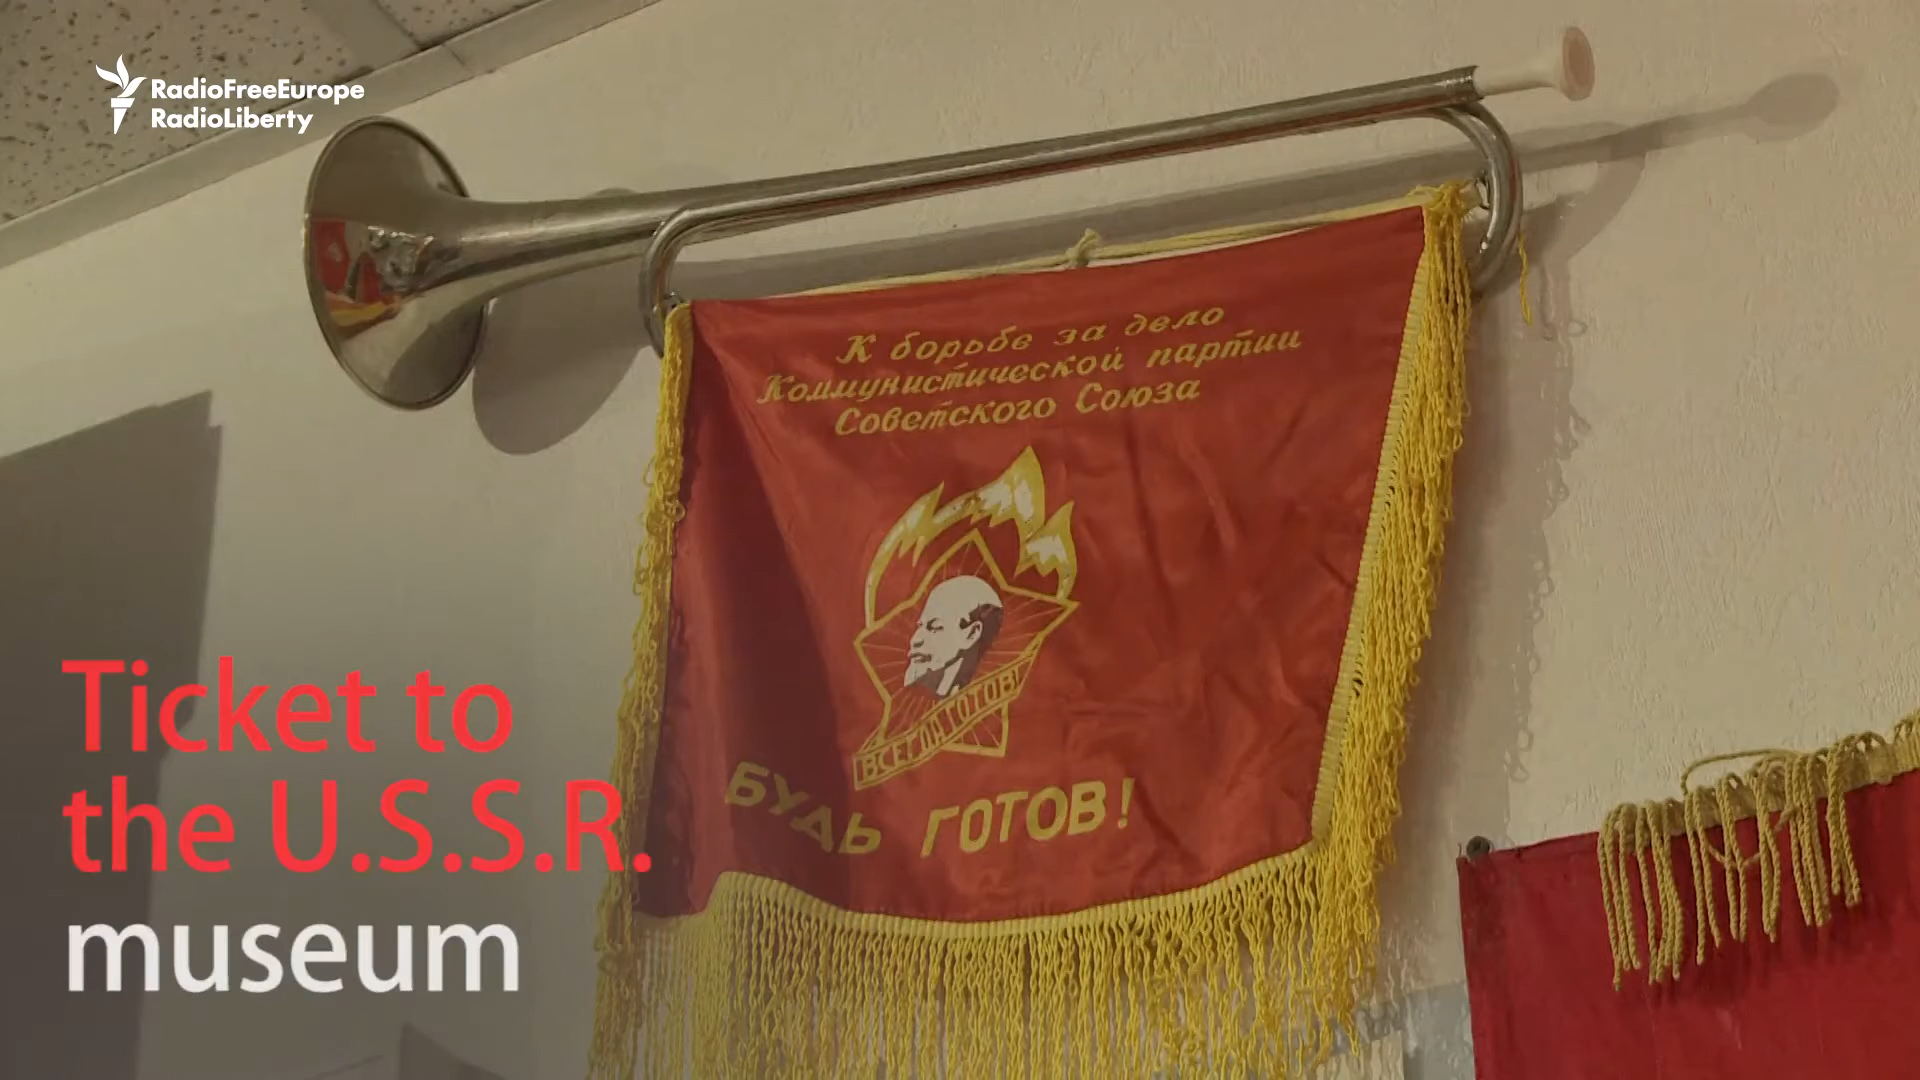 RadioFreeEurope
RadioLiberty
К борьбе за дело
Коммунистической партии
Советского Союза
ВСЕГДА ГОТОВ!
БУДЬ ГОТОВ!
Ticket to
the U.S.S.R.
museum